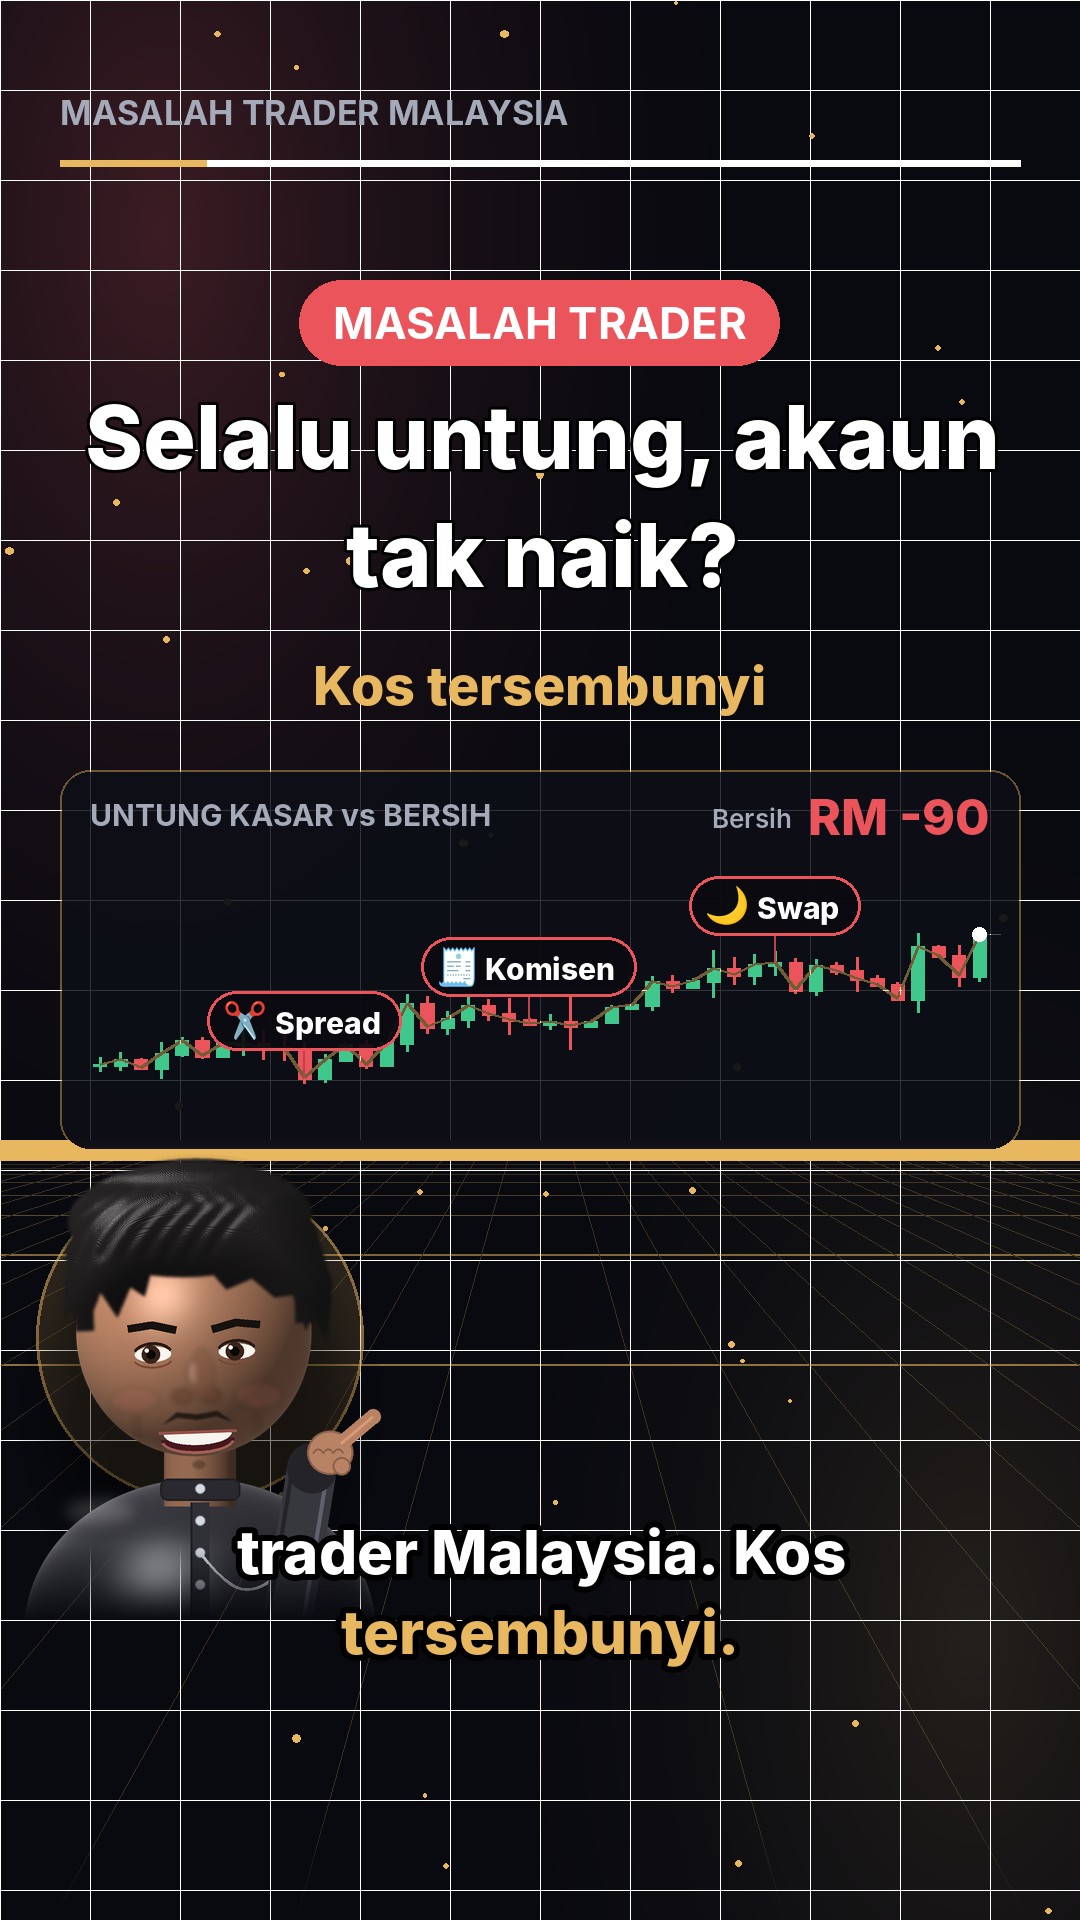 MASALAH TRADER MALAYSIA
MASALAH TRADER
Selalu untung, akaun
tak naik?
Kos tersembunyi
UNTUNG KASAR vs BERSIH
Bersih RM -90
Swap
Komisen
Spread
trader Malaysia. Kos
tersembunyi.